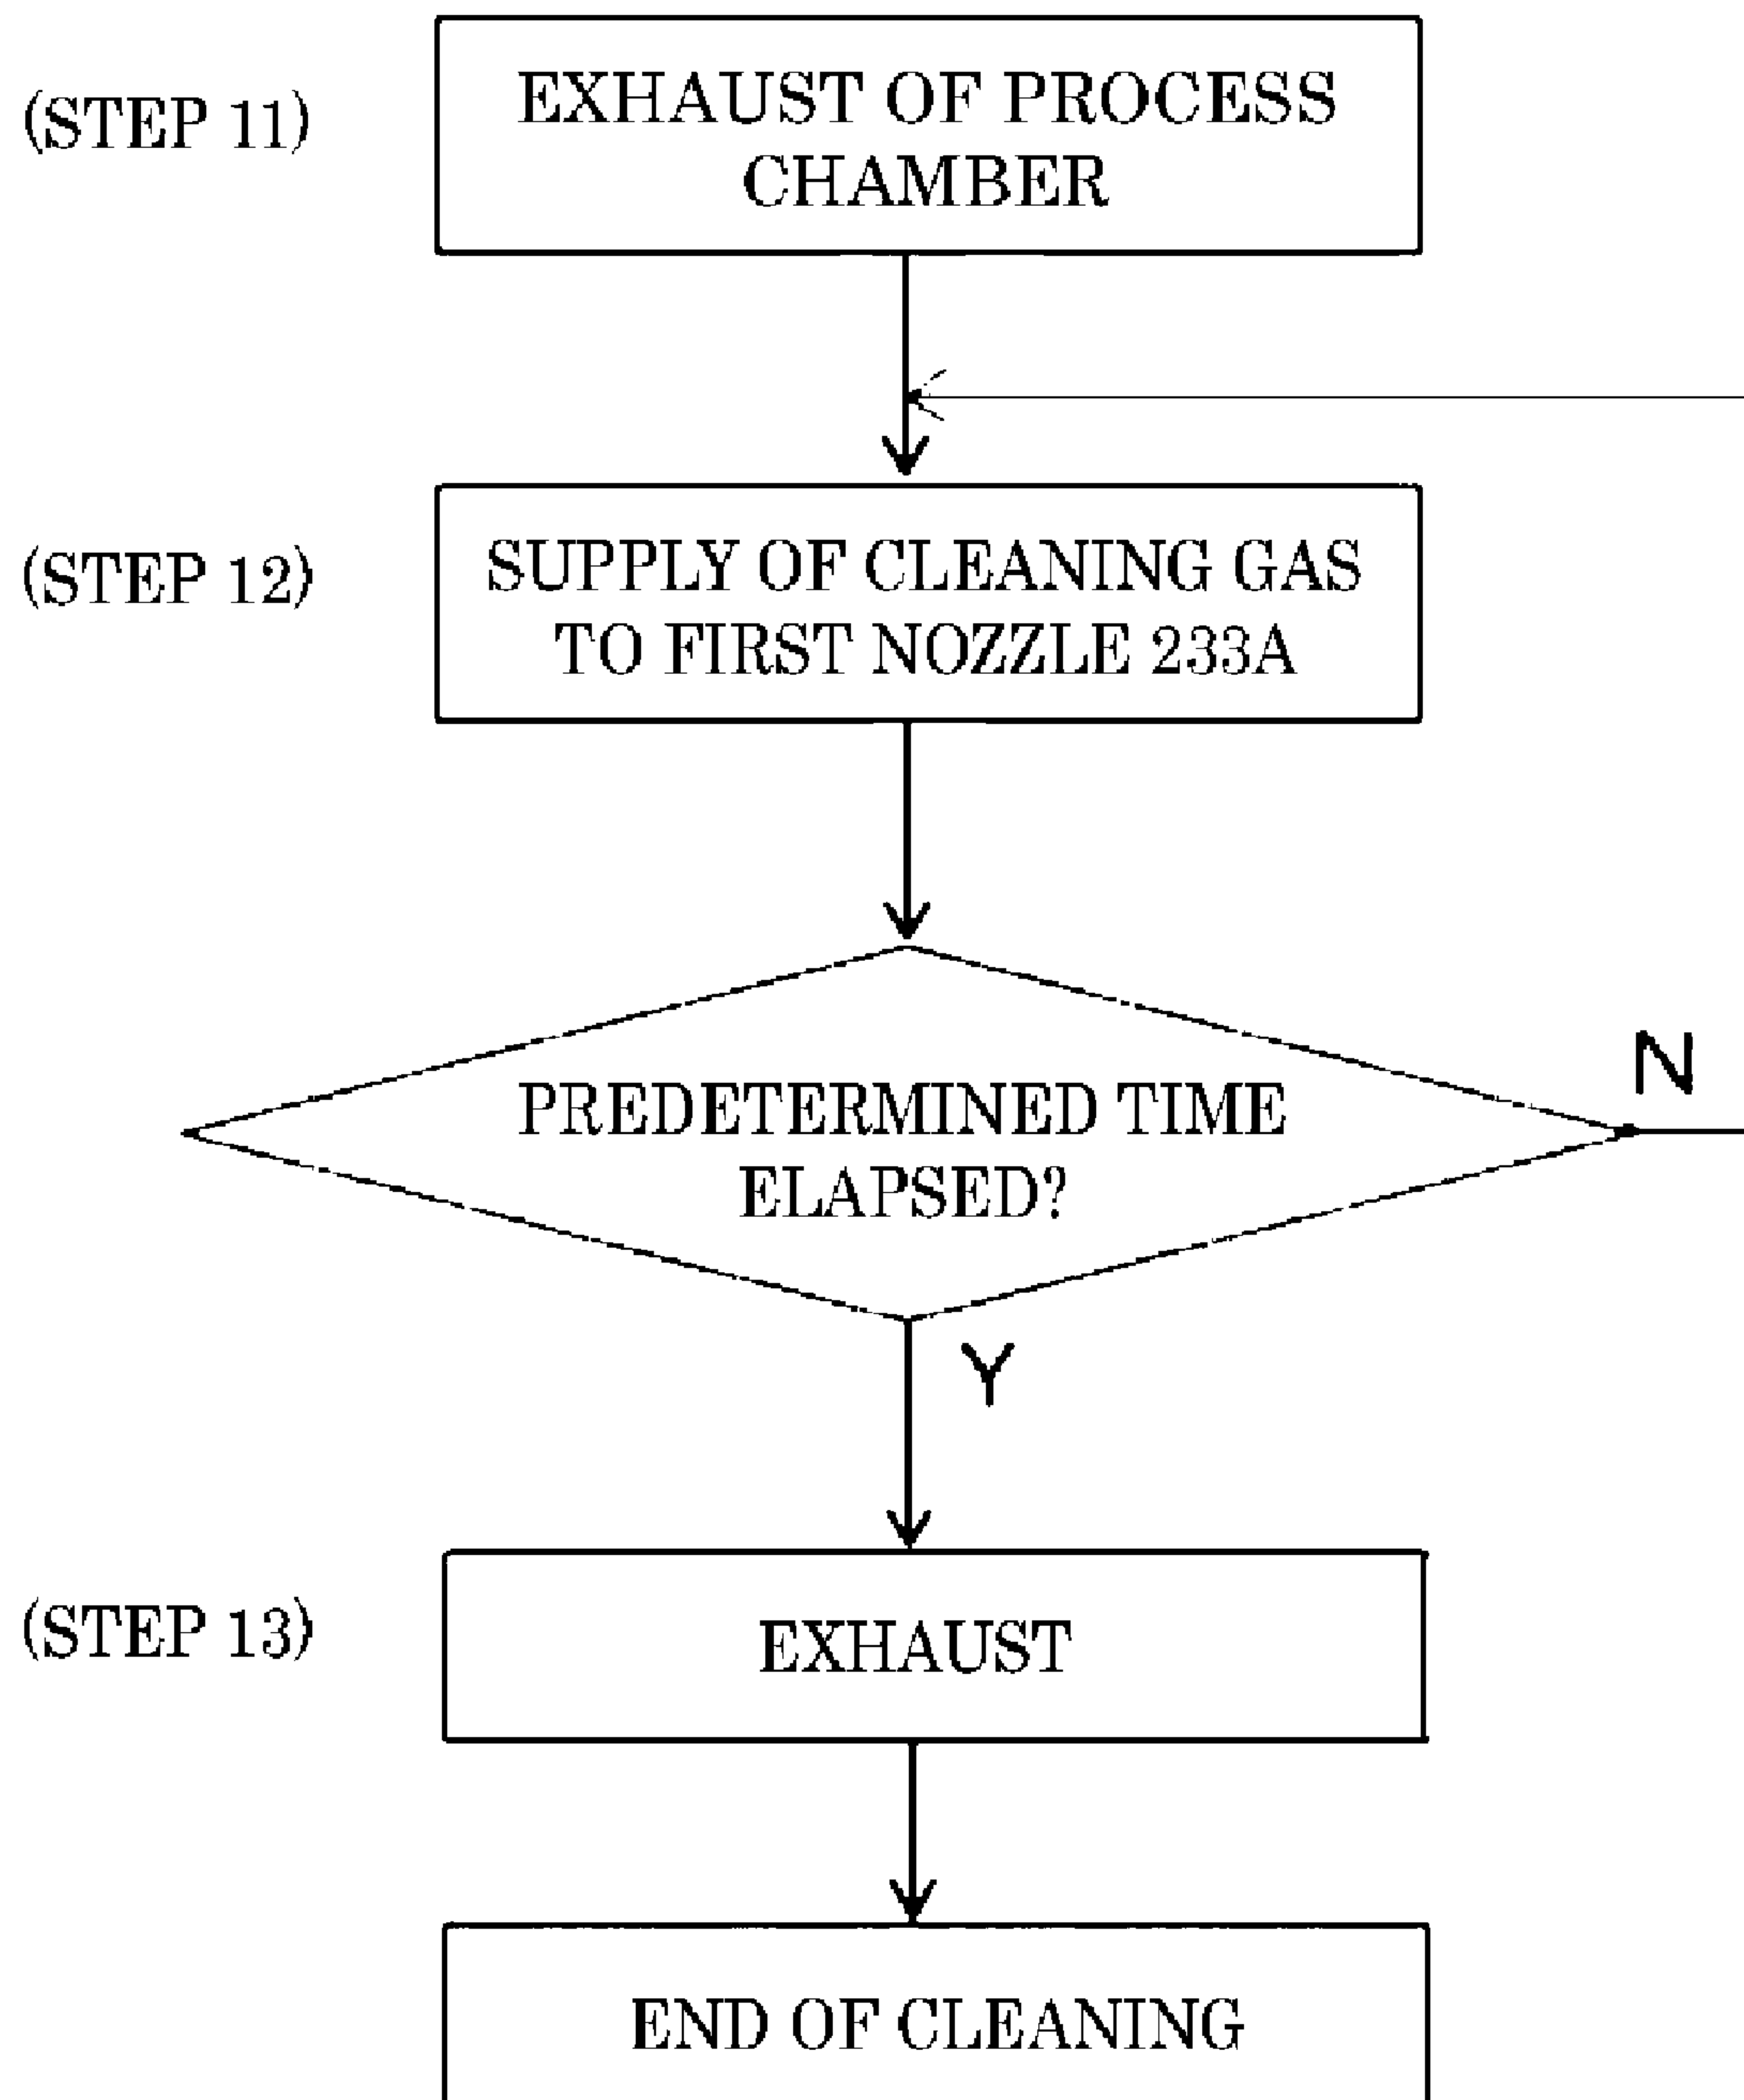 (STEP 11)
EXHAUST OF PROCESS
CHAMBER
(STEP 12)
SUPPLY OF CLEANING GAS
TO FIRST NOZZLE 233A
PREDETERMINED TIME
ELAPSED?
N
Y
(STEP 13)
EXHAUST
END OF CLEANING